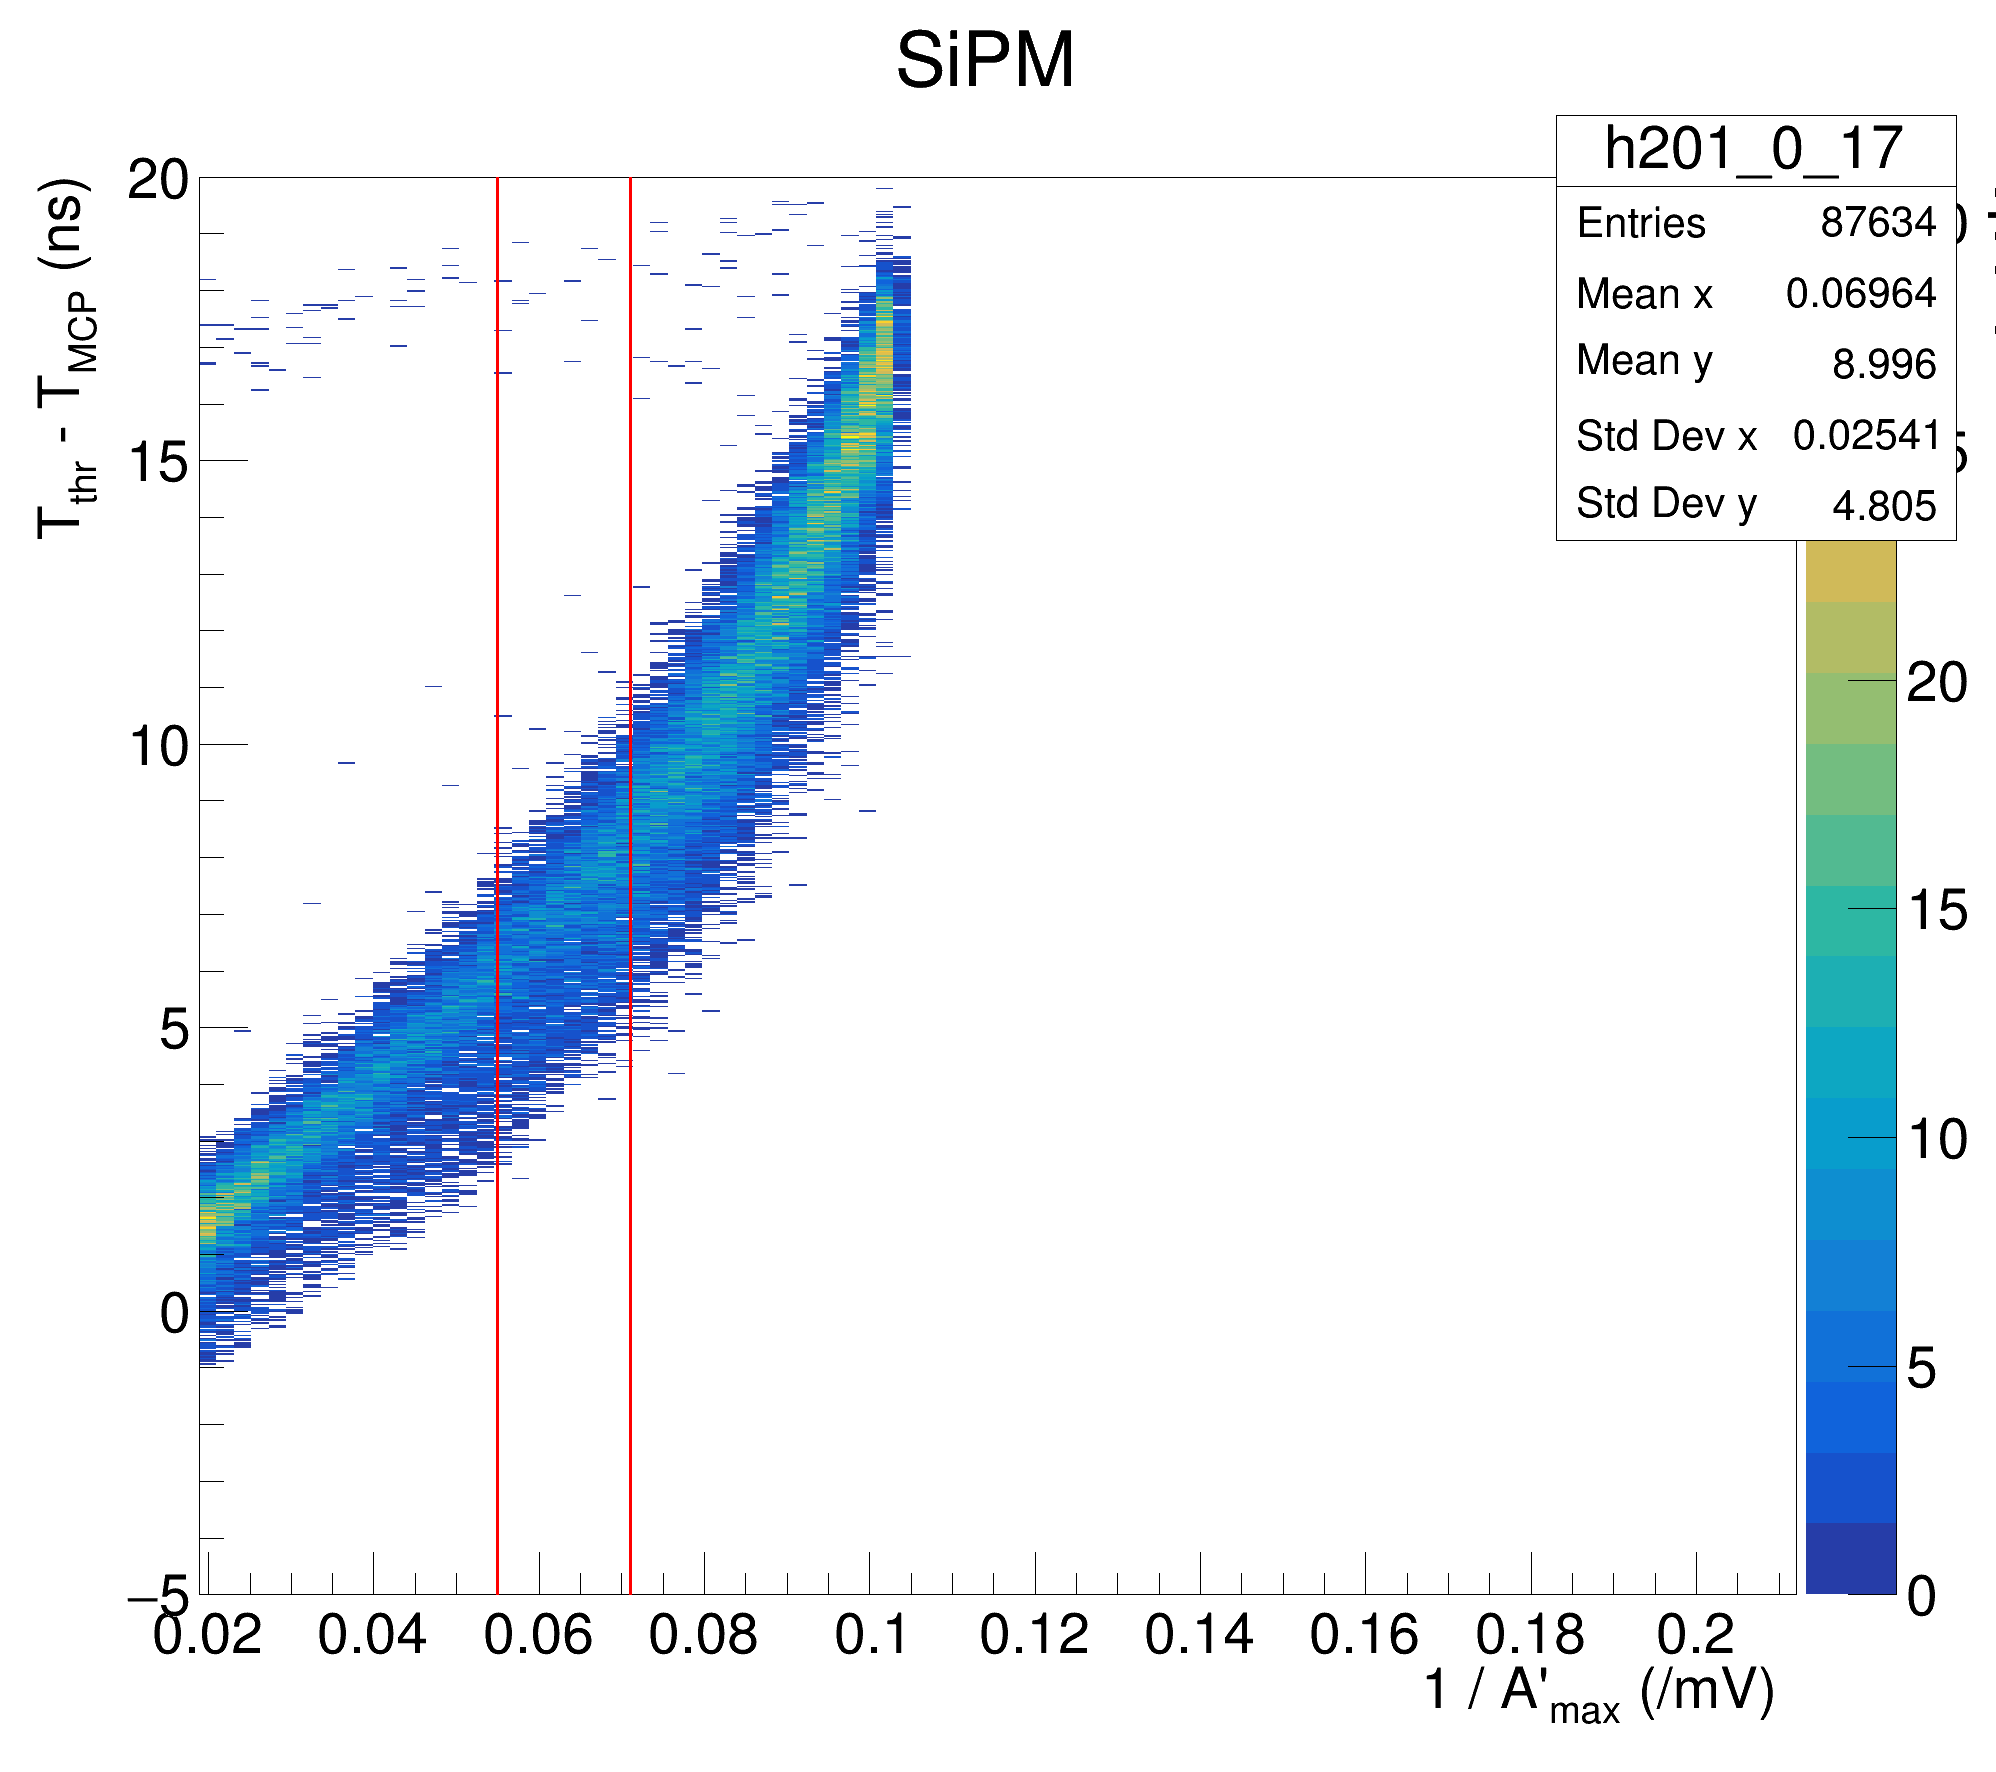 SiPM
h201_0_17
Entries 87634
Mean x 0.06964
Mean y 8.996
Std Dev x 0.02541
Std Dev y 4.805
T_thr - T_MCP (ns)
20
15
10
5
0
−5
0.02 0.04 0.06 0.08 0.1 0.12 0.14 0.16 0.18 0.2
1 / A'_max (/mV)
20
15
10
5
0